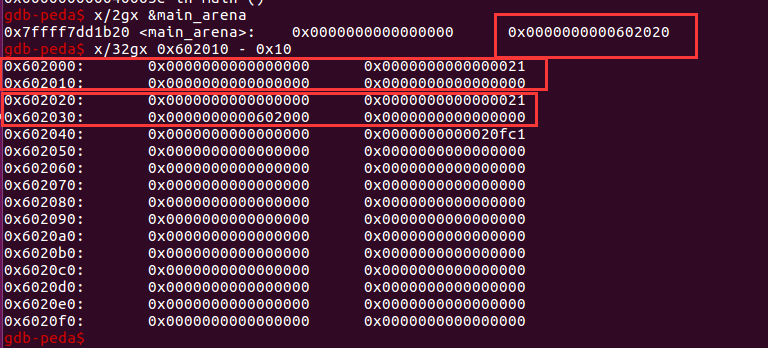 gdb-peda$ x/2gx &main_arena
0x7ffff7dd1b20 <main_arena>: 0x0000000000000000 0x0000000000602020
gdb-peda$ x/32gx 0x602010 - 0x10
0x602000: 0x0000000000000000 0x0000000000000021
0x602010: 0x0000000000000000 0x0000000000000000
0x602020: 0x0000000000000000 0x0000000000000021
0x602030: 0x0000000000602000 0x0000000000000000
0x602040: 0x0000000000000000 0x0000000000020fc1
0x602050: 0x0000000000000000 0x0000000000000000
0x602060: 0x0000000000000000 0x0000000000000000
0x602070: 0x0000000000000000 0x0000000000000000
0x602080: 0x0000000000000000 0x0000000000000000
0x602090: 0x0000000000000000 0x0000000000000000
0x6020a0: 0x0000000000000000 0x0000000000000000
0x6020b0: 0x0000000000000000 0x0000000000000000
0x6020c0: 0x0000000000000000 0x0000000000000000
0x6020d0: 0x0000000000000000 0x0000000000000000
0x6020e0: 0x0000000000000000 0x0000000000000000
0x6020f0: 0x0000000000000000 0x0000000000000000
gdb-peda$